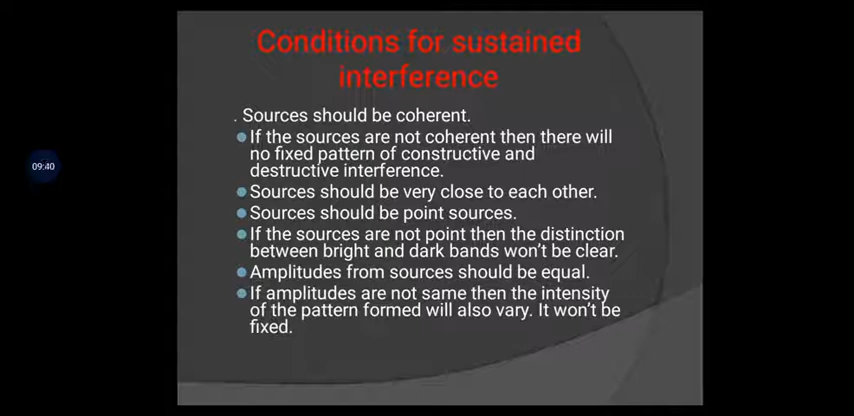 Conditions for sustained
interference
. Sources should be coherent.
If the sources are not coherent then there will
no fixed pattern of constructive and
destructive interference.
Sources should be very close to each other.
Sources should be point sources.
If the sources are not point then the distinction
between bright and dark bands won't be clear.
Amplitudes from sources should be equal.
If amplitudes are not same then the intensity
of the pattern formed will also vary. It won't be
fixed.
09:40